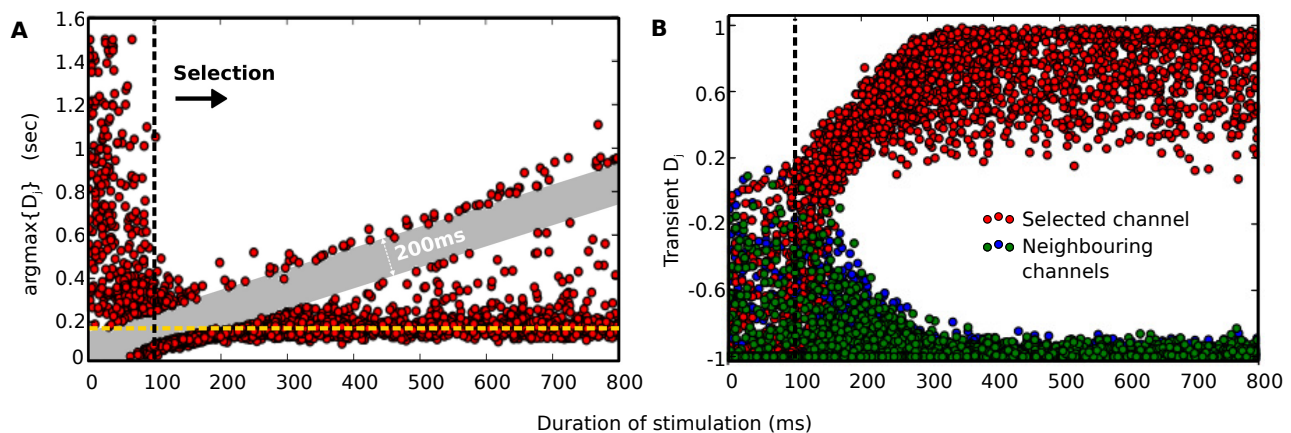 A
1.6
1.4
1.2
1
0.8
0.6
0.4
0.2
0
argmax{Dⱼ} (sec)
Selection
200ms
0 100 200 300 400 500 600 700 800
B
1
0.6
0.2
-0.2
-0.6
-1
Transient Dⱼ
Selected channel
Neighbouring
channels
0 100 200 300 400 500 600 700 800
Duration of stimulation (ms)